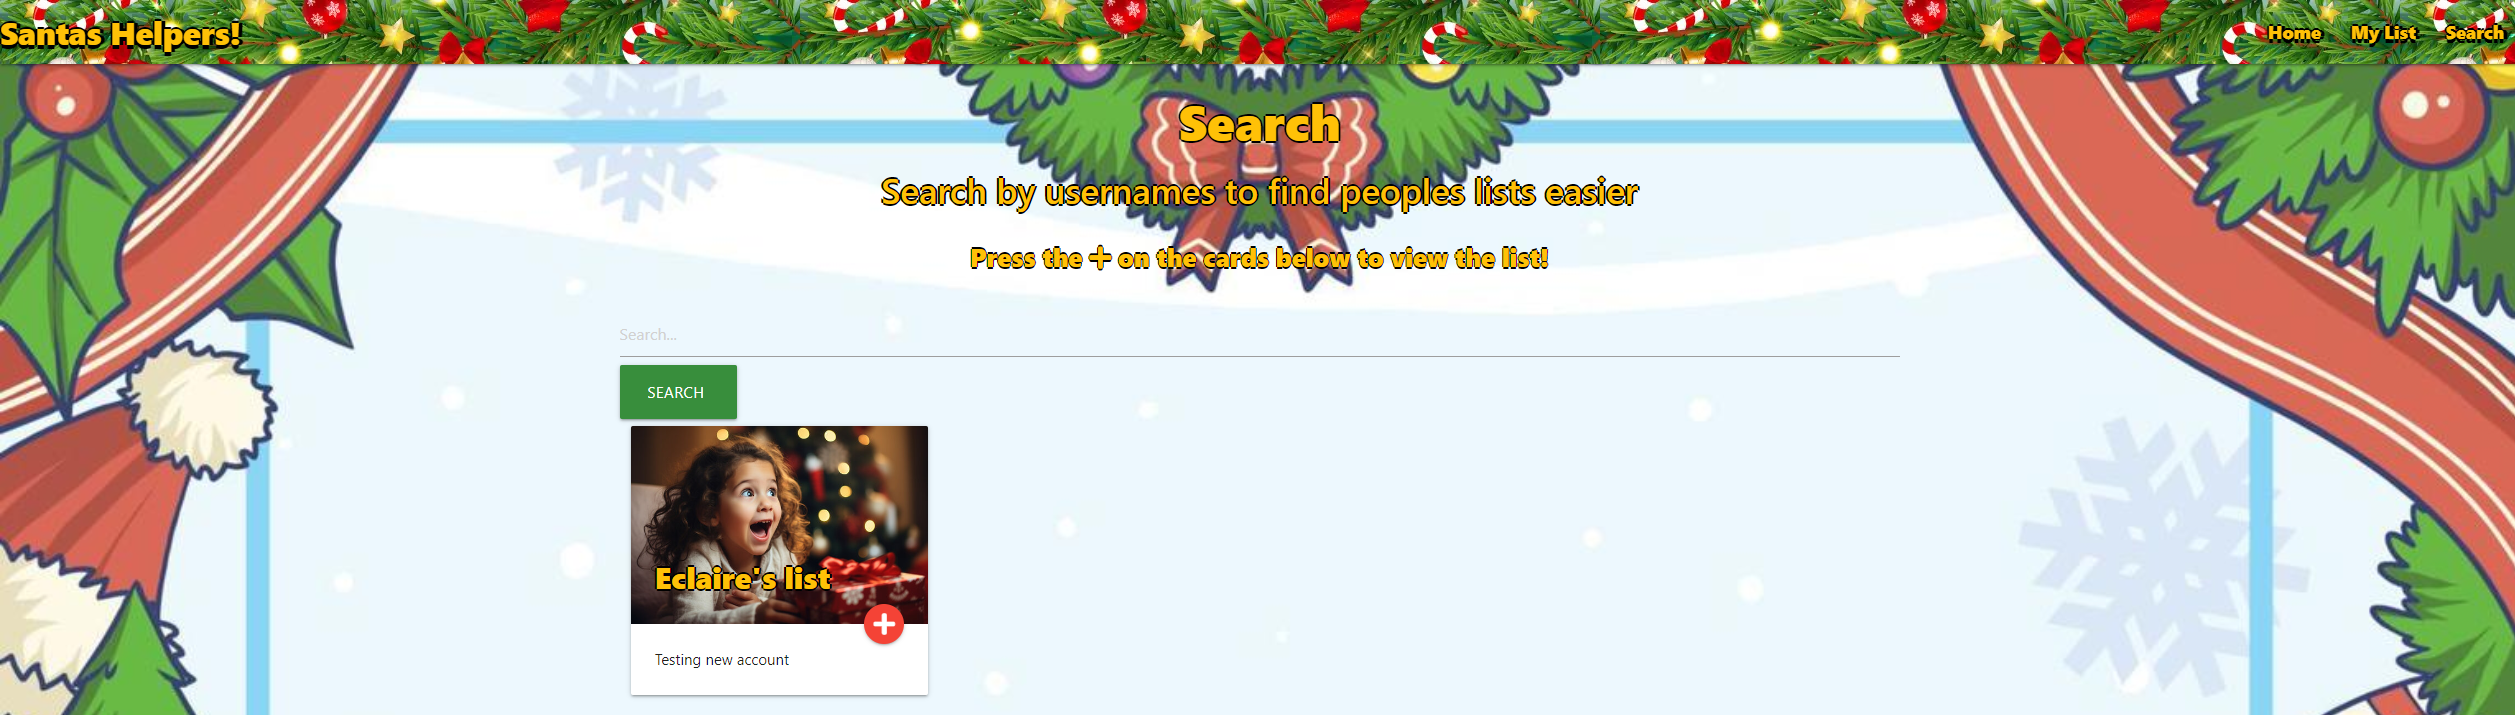 Santas Helpers!
Home My List Search
Search
Search by usernames to find peoples lists easier
Press the + on the cards below to view the list!
Search...
SEARCH
Eclaire's list
Testing new account